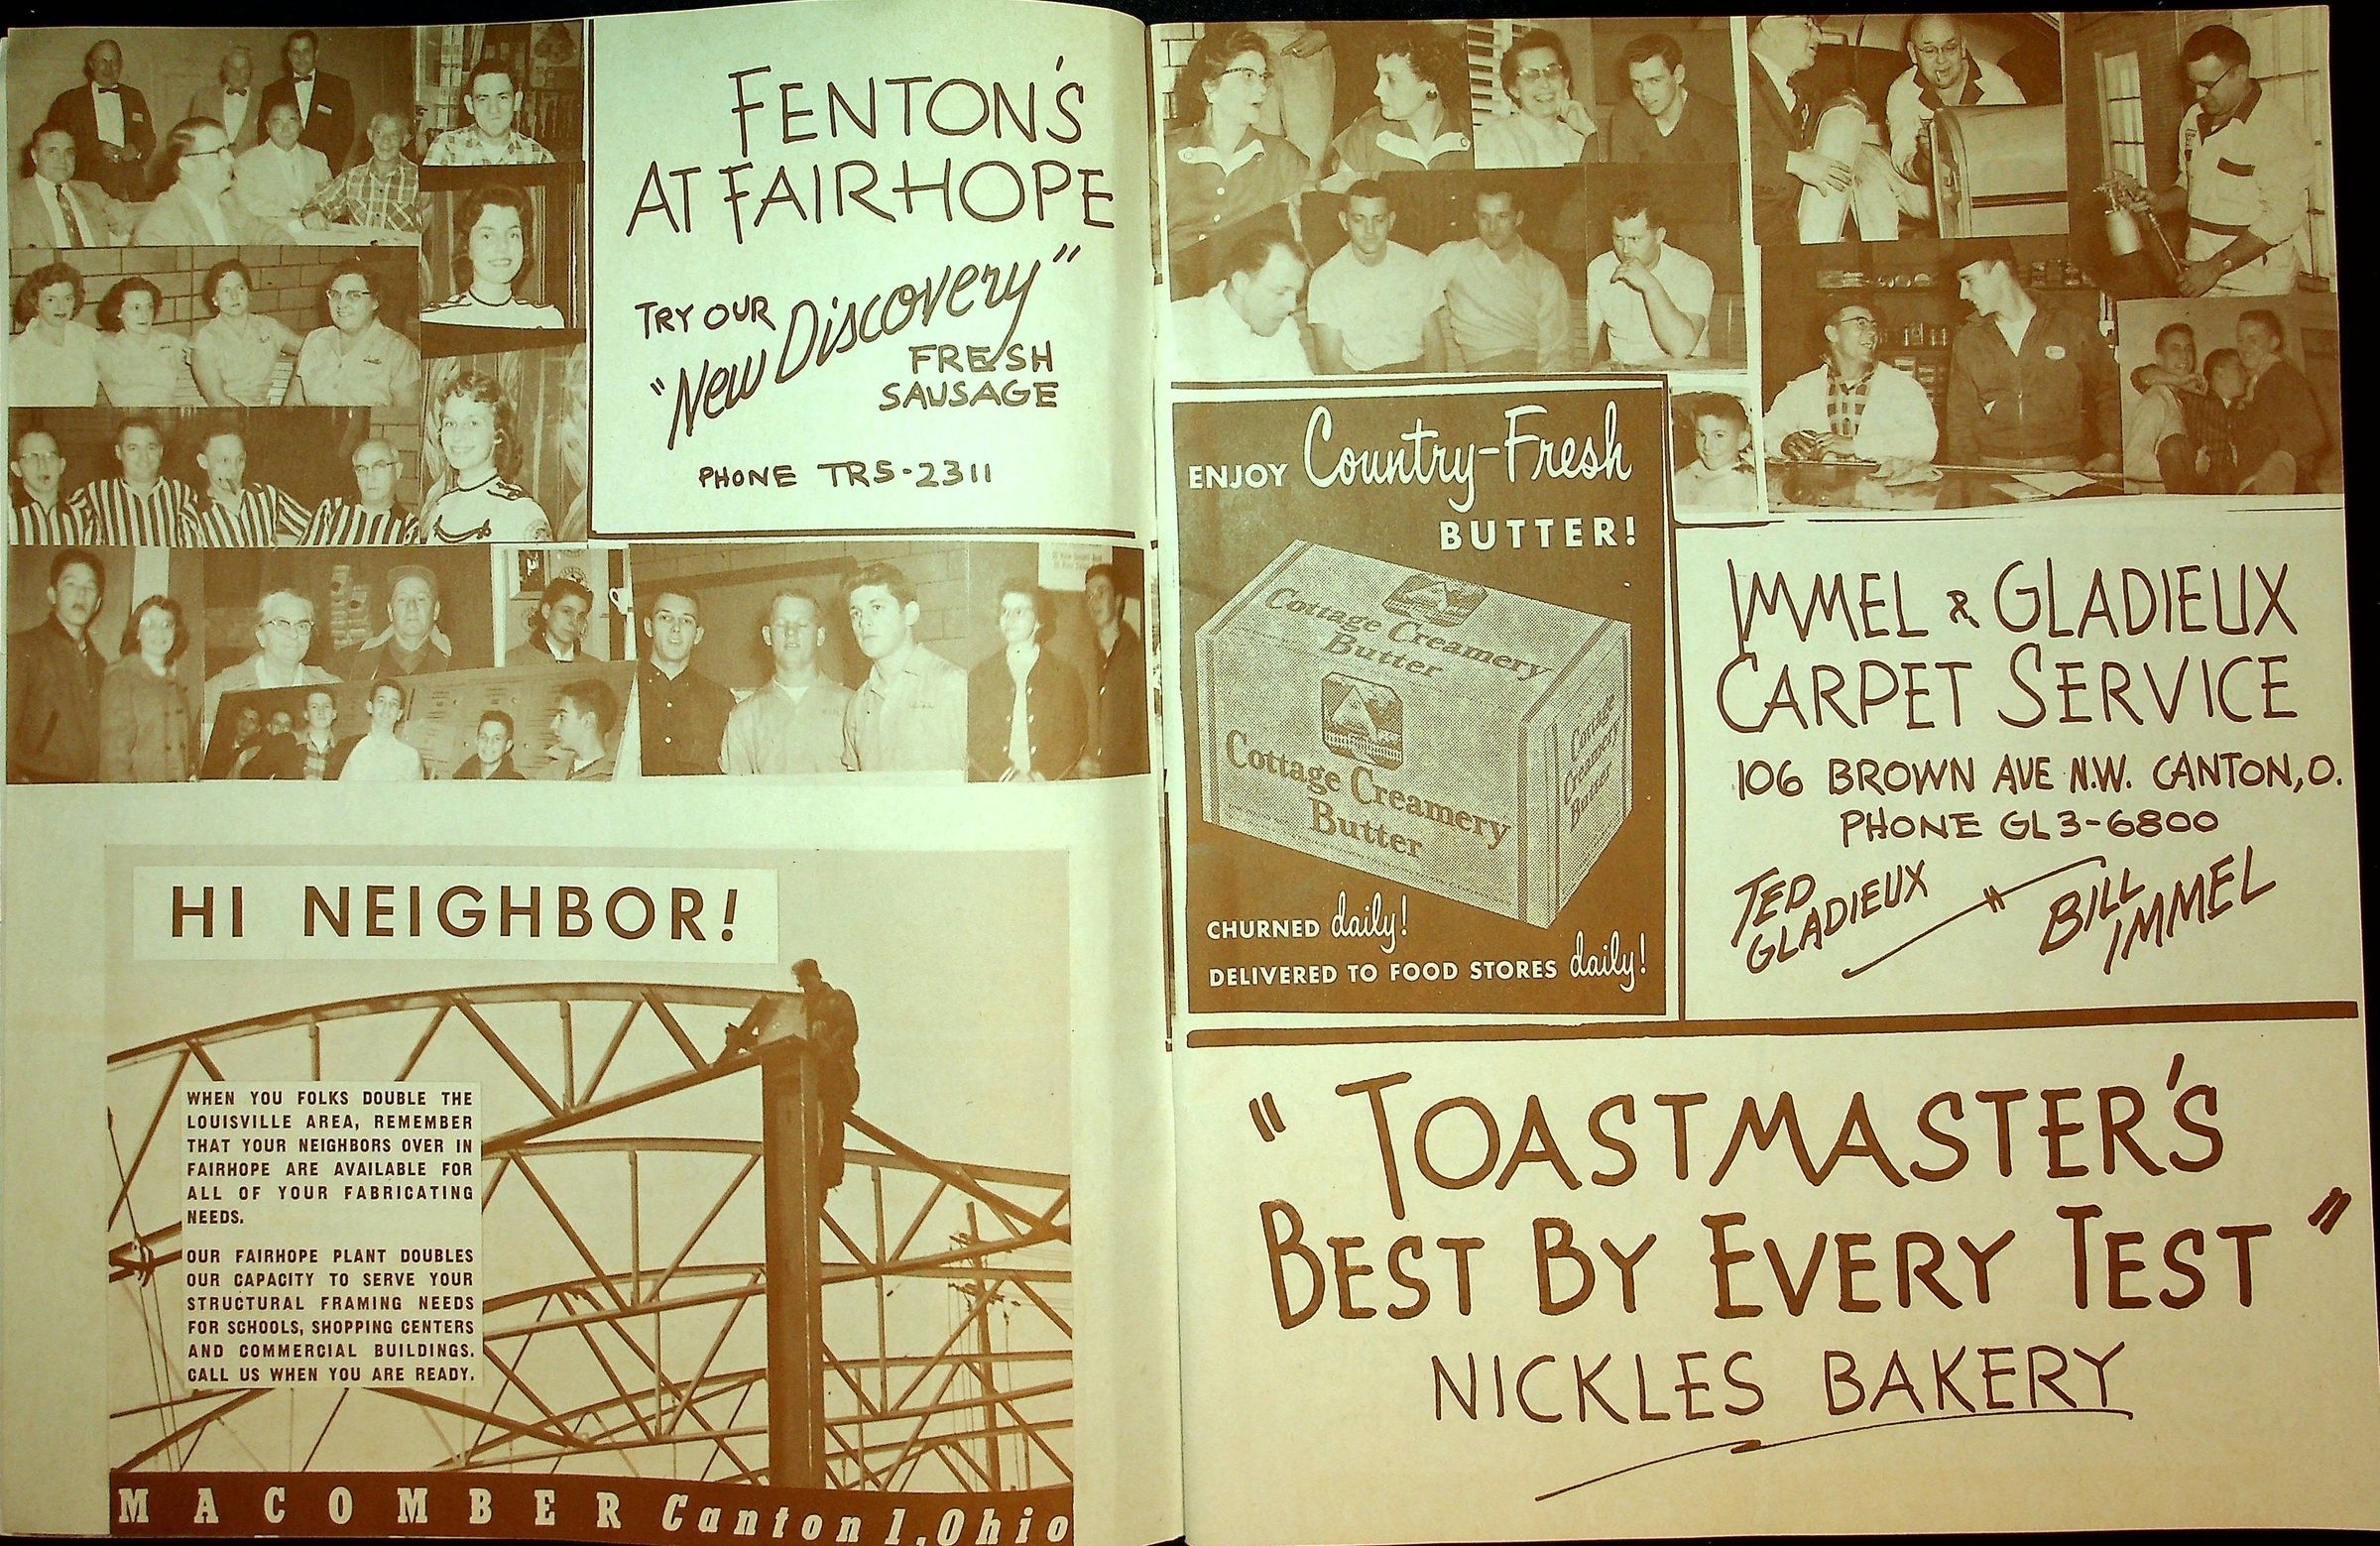 FENTON'S
AT FAIRHOPE
TRY OUR
"New Discovery"
FRESH
SAUSAGE
PHONE TR5-2311
HI NEIGHBOR!
WHEN YOU FOLKS DOUBLE THE
LOUISVILLE AREA, REMEMBER
THAT YOUR NEIGHBORS OVER IN
FAIRHOPE ARE AVAILABLE FOR
ALL OF YOUR FABRICATING
NEEDS.
OUR FAIRHOPE PLANT DOUBLES
OUR CAPACITY TO SERVE YOUR
STRUCTURAL FRAMING NEEDS
FOR SCHOOLS, SHOPPING CENTERS
AND COMMERCIAL BUILDINGS.
CALL US WHEN YOU ARE READY.
MACOMBER Canton 1, Ohio
ENJOY Country-Fresh
BUTTER!
Cottage Creamery
Butter
Cottage Creamery
Butter
Cottage
Creamery
Butter
CHURNED daily!
DELIVERED TO FOOD STORES daily!
IMMEL & GLADIEUX
CARPET SERVICE
106 BROWN AVE N.W. CANTON, O.
PHONE GL3-6800
TED
GLADIEUX
BILL
IMMEL
"TOASTMASTER'S
BEST BY EVERY TEST"
NICKLES BAKERY